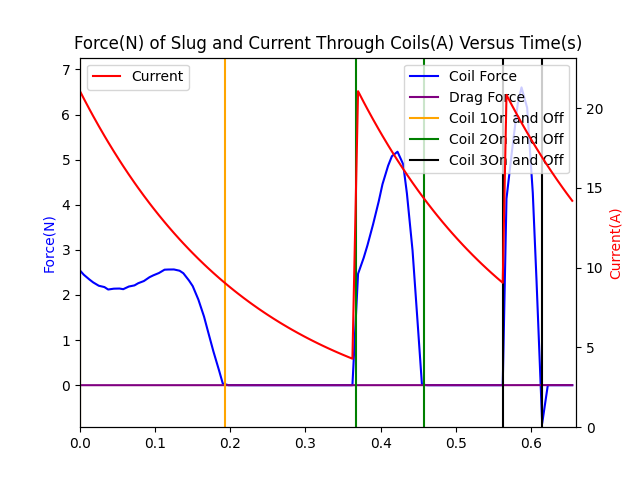 Force(N) of Slug and Current Through Coils(A) Versus Time(s)
Current
Coil Force
Drag Force
Coil 1On and Off
Coil 2On and Off
Coil 3On and Off
Force(N)
7
6
5
4
3
2
1
0
Current(A)
20
15
10
5
0
0.0 0.1 0.2 0.3 0.4 0.5 0.6